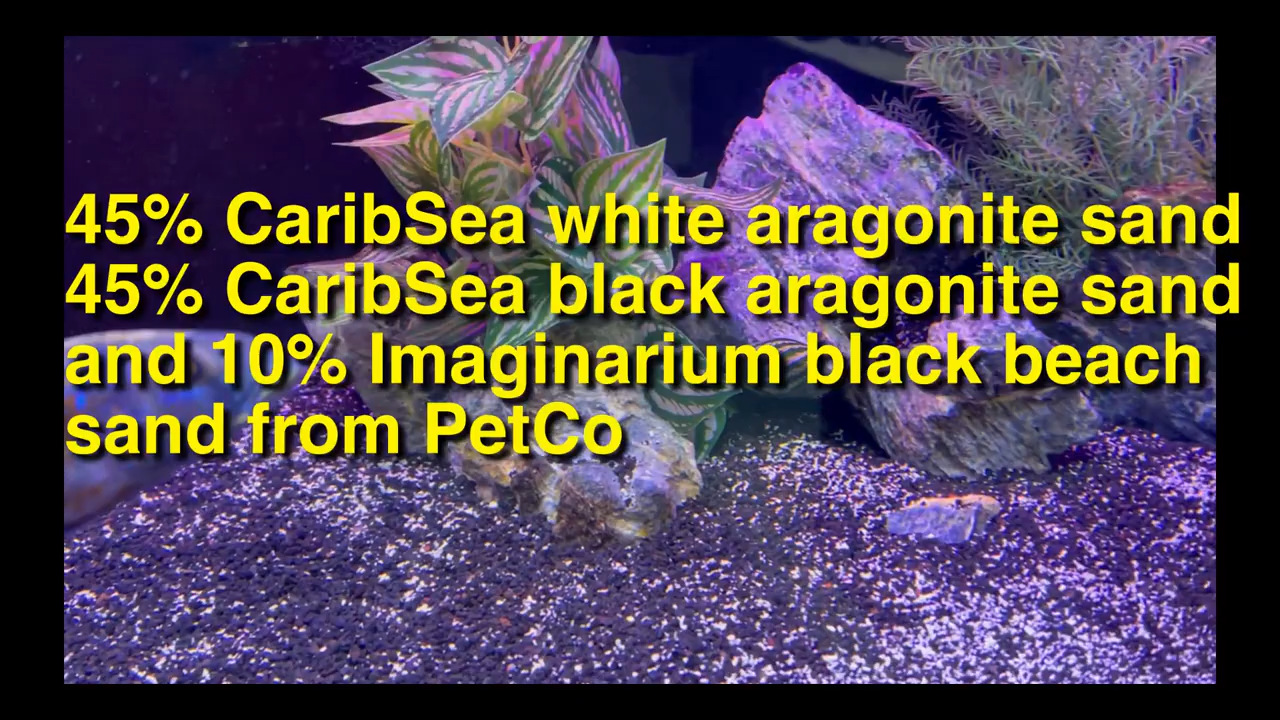 45% CaribSea white aragonite sand
45% CaribSea black aragonite sand
and 10% Imaginarium black beach
sand from PetCo